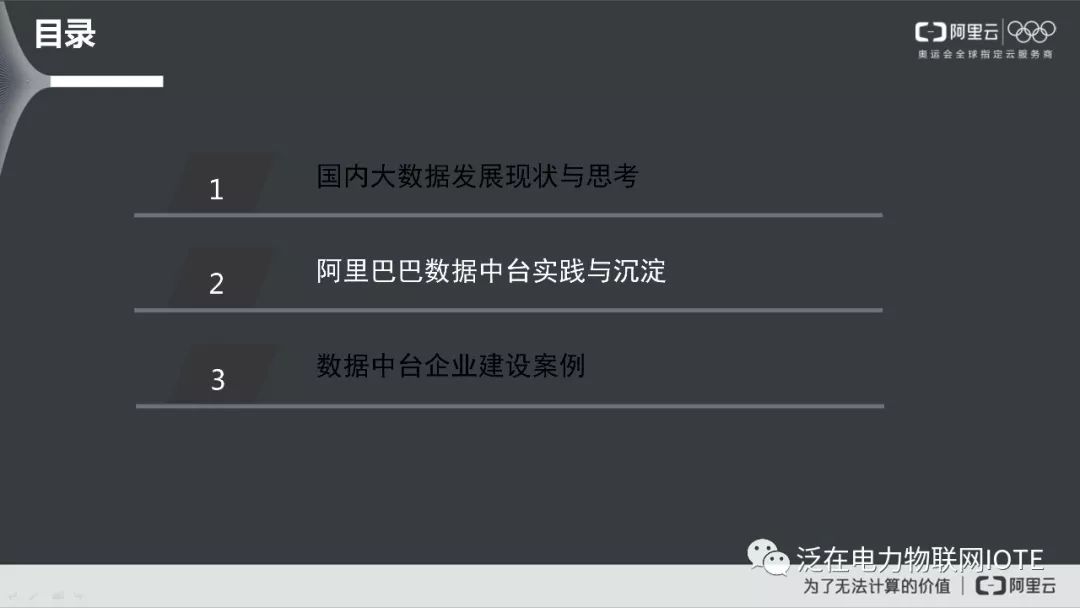 目录
阿里云
奥运会全球指定云服务商
1
国内大数据发展现状与思考
2
阿里巴巴数据中台实践与沉淀
3
数据中台企业建设案例
泛在电力物联网IOTE
为了无法计算的价值 | 阿里云